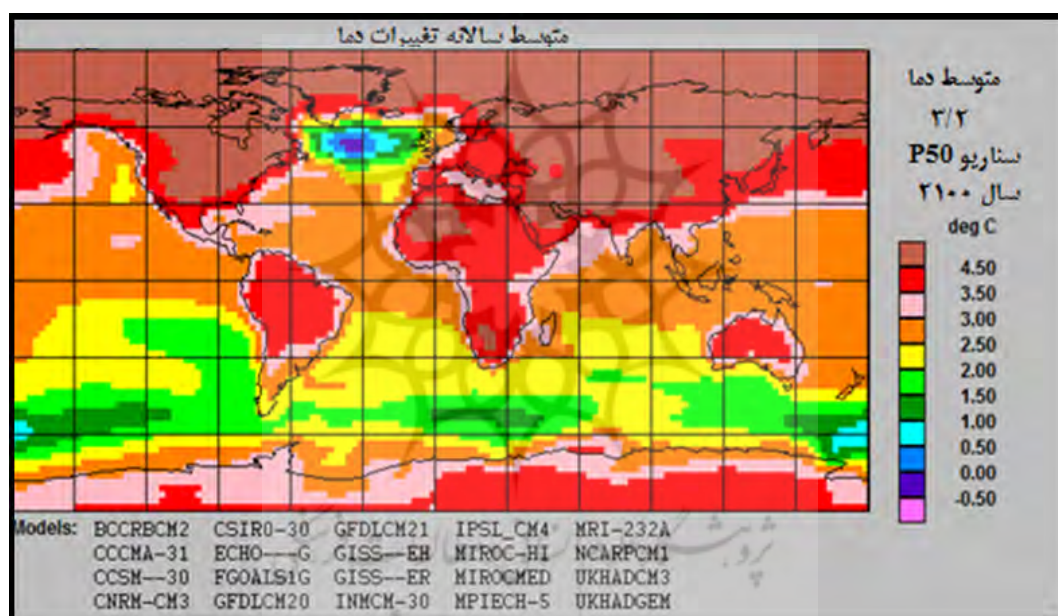 متوسط سالانه تغییرات دما
متوسط دما
۳/۲
سناریو P50
سال ۲۱۰۰
deg C
4.50
3.50
3.00
2.50
2.00
1.50
1.00
0.50
0.00
-0.50
Models: BCCRBCM2 CSIRO-30 GFDLCM21 IPSL_CM4 MRI-232A
CCCMA-31 ECHO---G GISS--EH MIROC-HI NCARPCM1
CCSM--30 FGOALS1G GISS--ER MIROCMED UKHADCM3
CNRM-CM3 GFDLCM20 INMCM-30 MPIECH-5 UKHADGEM